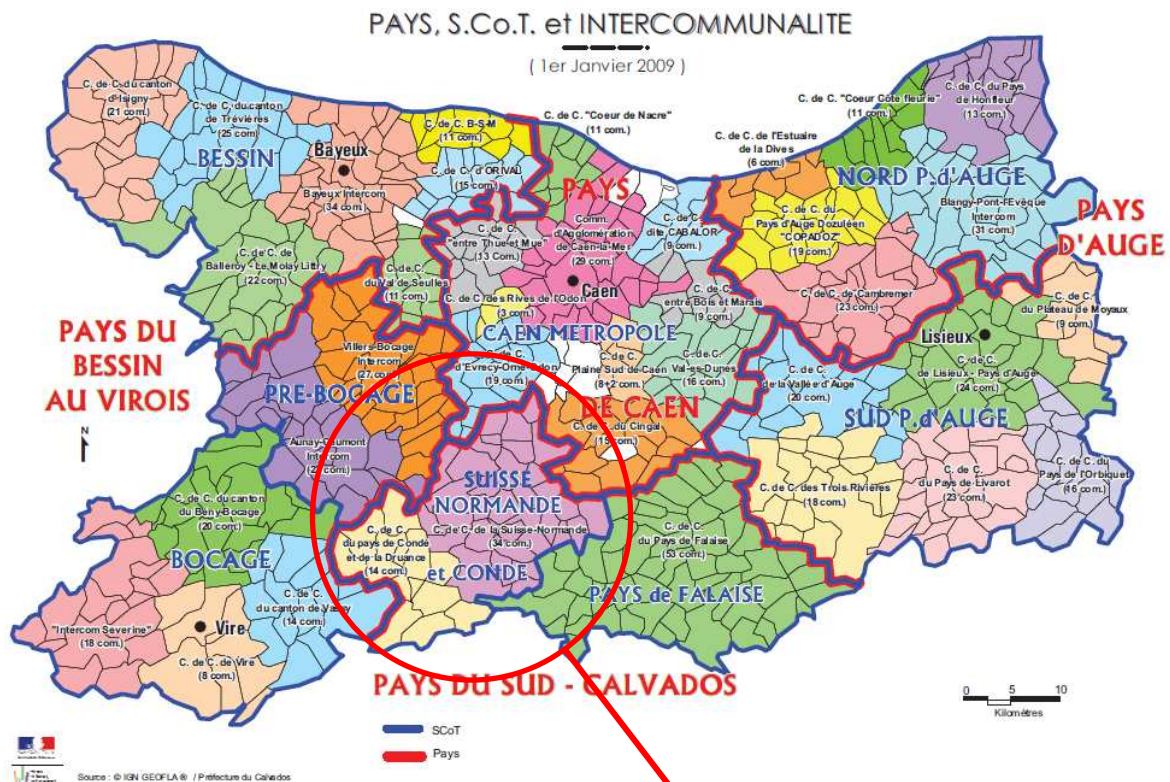 PAYS, S.Co.T. et INTERCOMMUNALITE
( 1er Janvier 2009 )
C. de C. du canton
d'Isigny
(21 com.)
C. de C. du canton
de Trévières
(25 com.)
BESSIN
Bayeux
Bayeux Intercom
(34 com.)
C. de C. B-S-M
(11 com.)
C. de C. d'ORIVAL
(15 com.)
C. de C. "Coeur de Nacre"
(11 com.)
C. de C. de l'Estuaire
de la Dives
(6 com.)
C. de C. "Coeur Côte fleurie"
(11 com.)
C. de C. du Pays
de Honfleur
(13 com.)
NORD P. d'AUGE
Blangy-Pont-l'Evêque
Intercom
(31 com.)
PAYS
D'AUGE
PAYS
C. de C.
"entre Thue et Mue"
(13 com.)
Comm.
d'Agglomération
de Caen-la-Mer
(29 com.)
Caen
C. de C.
dite CABALOR
(9 com.)
C. de C. du
Pays d'Auge Dozuléen
"COPADOZ"
(19 com.)
C. de C. de Cambremer
(23 com.)
C. de C.
du Plateau de Moyaux
(9 com.)
C. de C. de
Balleroy - Le Molay Littry
(22 com.)
C. de C.
du Val de Seulles
(11 com.)
C. de C. des Rives de l'Odon
(3 com.)
C. de C.
entre Bois et Marais
(9 com.)
CAEN METROPOLE
Lisieux
C. de C.
de Lisieux - Pays d'Auge
(24 com.)
PAYS DU
BESSIN
AU VIROIS
N
Villers-Bocage
Intercom
(27 com.)
PRE-BOCAGE
C. de C.
d'Evrecy-Orne-Odon
(19 com.)
C. de C.
Plaine Sud de Caen
(8+2 com.)
C. de C.
Val-es-Dunes
(16 com.)
C. de C.
de la Vallée d'Auge
(20 com.)
SUD P. d'AUGE
DE CAEN
C. de C. du Cingal
(15 com.)
Aunay-Caumont
Intercom
C. de C. du canton
du Bény-Bocage
(20 com.)
BOCAGE
SUISSE
NORMANDE
C. de C. de la Suisse-Normande
(34 com.)
C. de C.
du pays de Condé
et de la Druance
(14 com.)
et CONDE
C. de C.
du Pays de Falaise
(53 com.)
PAYS de FALAISE
C. de C. des Trois Rivières
(18 com.)
C. de C.
du Pays de Livarot
(23 com.)
C. de C. du
Pays de l'Orbiquet
(16 com.)
"Intercom Severine"
(18 com.)
Vire
C. de C. de Vire
(8 com.)
C. de C.
du canton de Vassy
(14 com.)
PAYS DU SUD - CALVADOS
0 5 10
Kilomètres
SCoT
Pays
Source : © IGN GEOFLA ® / Préfecture du Calvados